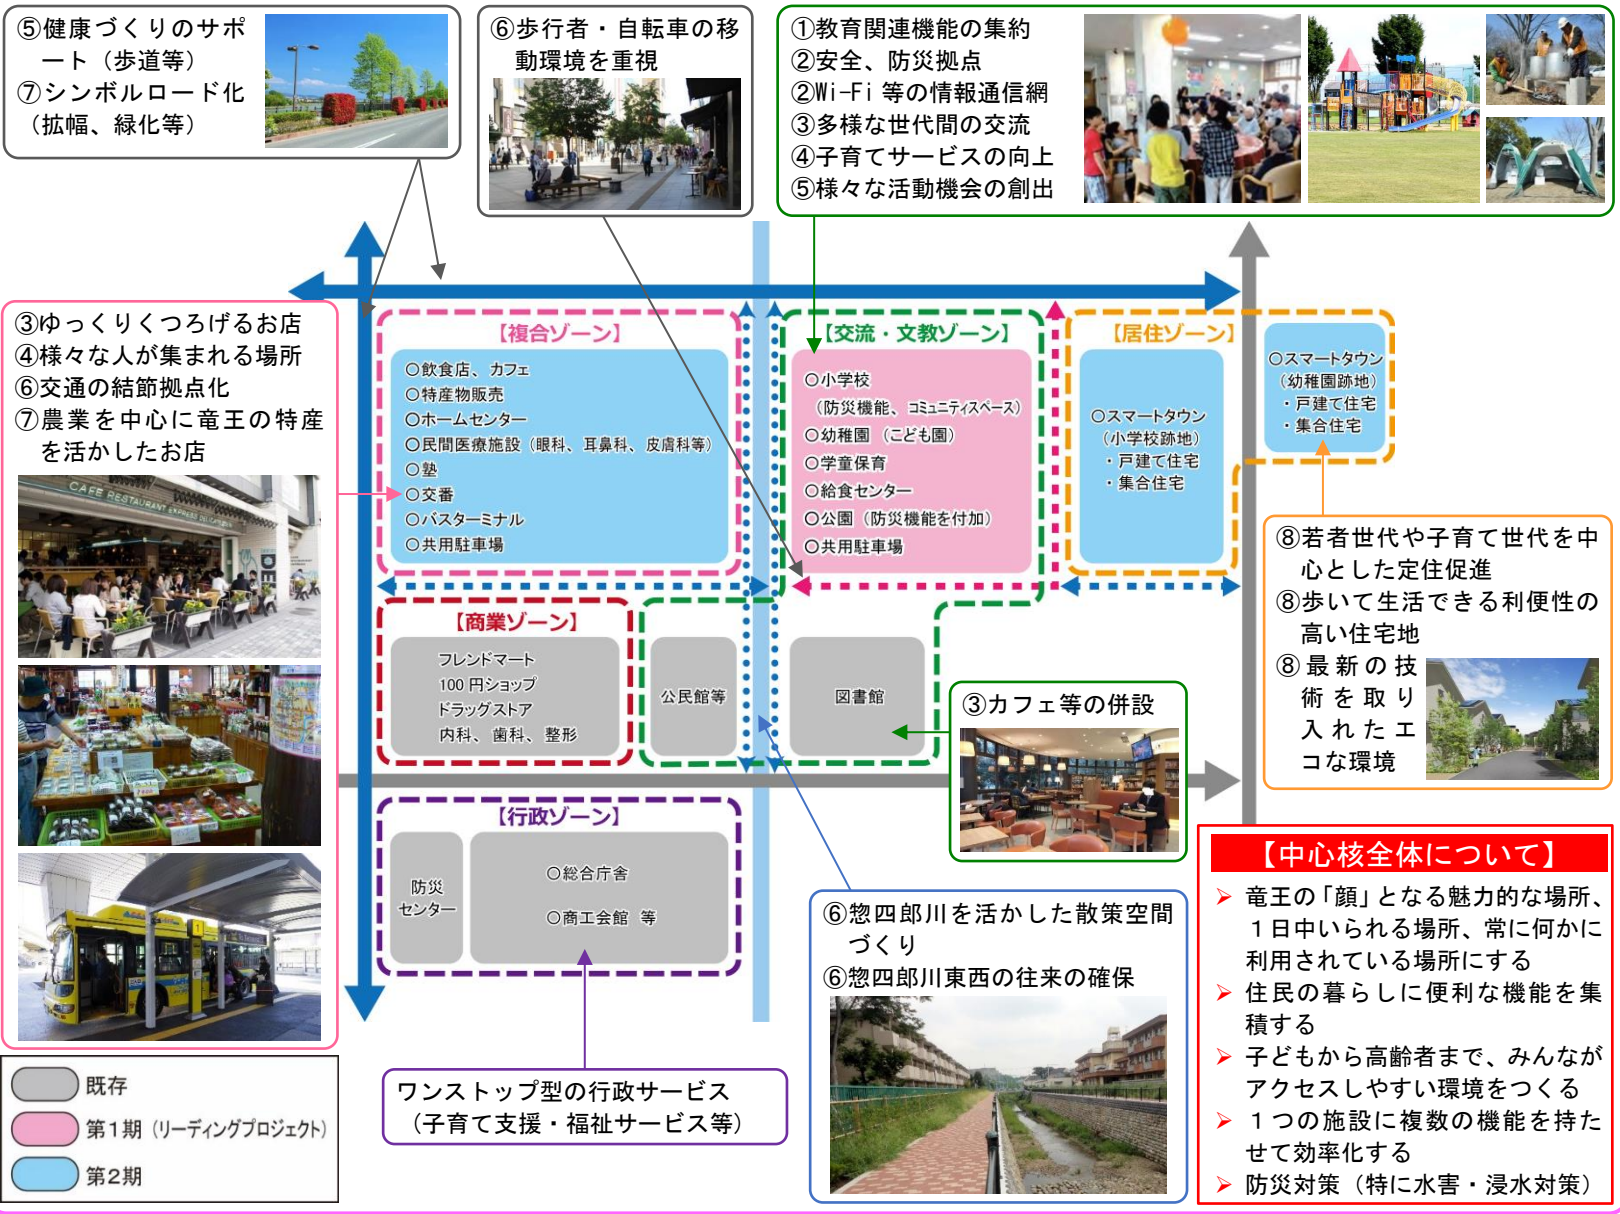 ⑤健康づくりのサポ
ート（歩道等）
⑦シンボルロード化
（拡幅、緑化等）
⑥歩行者・自転車の移
動環境を重視
①教育関連機能の集約
②安全、防災拠点
②Wi-Fi 等の情報通信網
③多様な世代間の交流
④子育てサービスの向上
⑤様々な活動機会の創出
③ゆっくりくつろげるお店
④様々な人が集まれる場所
⑥交通の結節拠点化
⑦農業を中心に竜王の特産
を活かしたお店
CAFE RESTAURANT EXPRESS
【複合ゾーン】
○飲食店、カフェ
○特産物販売
○ホームセンター
○民間医療施設（眼科、耳鼻科、皮膚科等）
○塾
○交番
○バスターミナル
○共用駐車場
【交流・文教ゾーン】
○小学校
（防災機能、コミュニティスペース）
○幼稚園（こども園）
○学童保育
○給食センター
○公園（防災機能を付加）
○共用駐車場
【居住ゾーン】
○スマートタウン
（小学校跡地）
・戸建て住宅
・集合住宅
○スマートタウン
（幼稚園跡地）
・戸建て住宅
・集合住宅
【商業ゾーン】
フレンドマート
100 円ショップ
ドラッグストア
内科、歯科、整形
公民館等
図書館
③カフェ等の併設
⑧若者世代や子育て世代を中
心とした定住促進
⑧歩いて生活できる利便性の
高い住宅地
⑧最新の技
術を取り
入れたエ
コな環境
【行政ゾーン】
防災
センター
○総合庁舎
○商工会館 等
ワンストップ型の行政サービス
（子育て支援・福祉サービス等）
⑥惣四郎川を活かした散策空間
づくり
⑥惣四郎川東西の往来の確保
【中心核全体について】
➢ 竜王の「顔」となる魅力的な場所、
１日中いられる場所、常に何かに
利用されている場所にする
➢ 住民の暮らしに便利な機能を集
積する
➢ 子どもから高齢者まで、みんなが
アクセスしやすい環境をつくる
➢ １つの施設に複数の機能を持た
せて効率化する
➢ 防災対策（特に水害・浸水対策）
既存
第１期（リーディングプロジェクト）
第２期